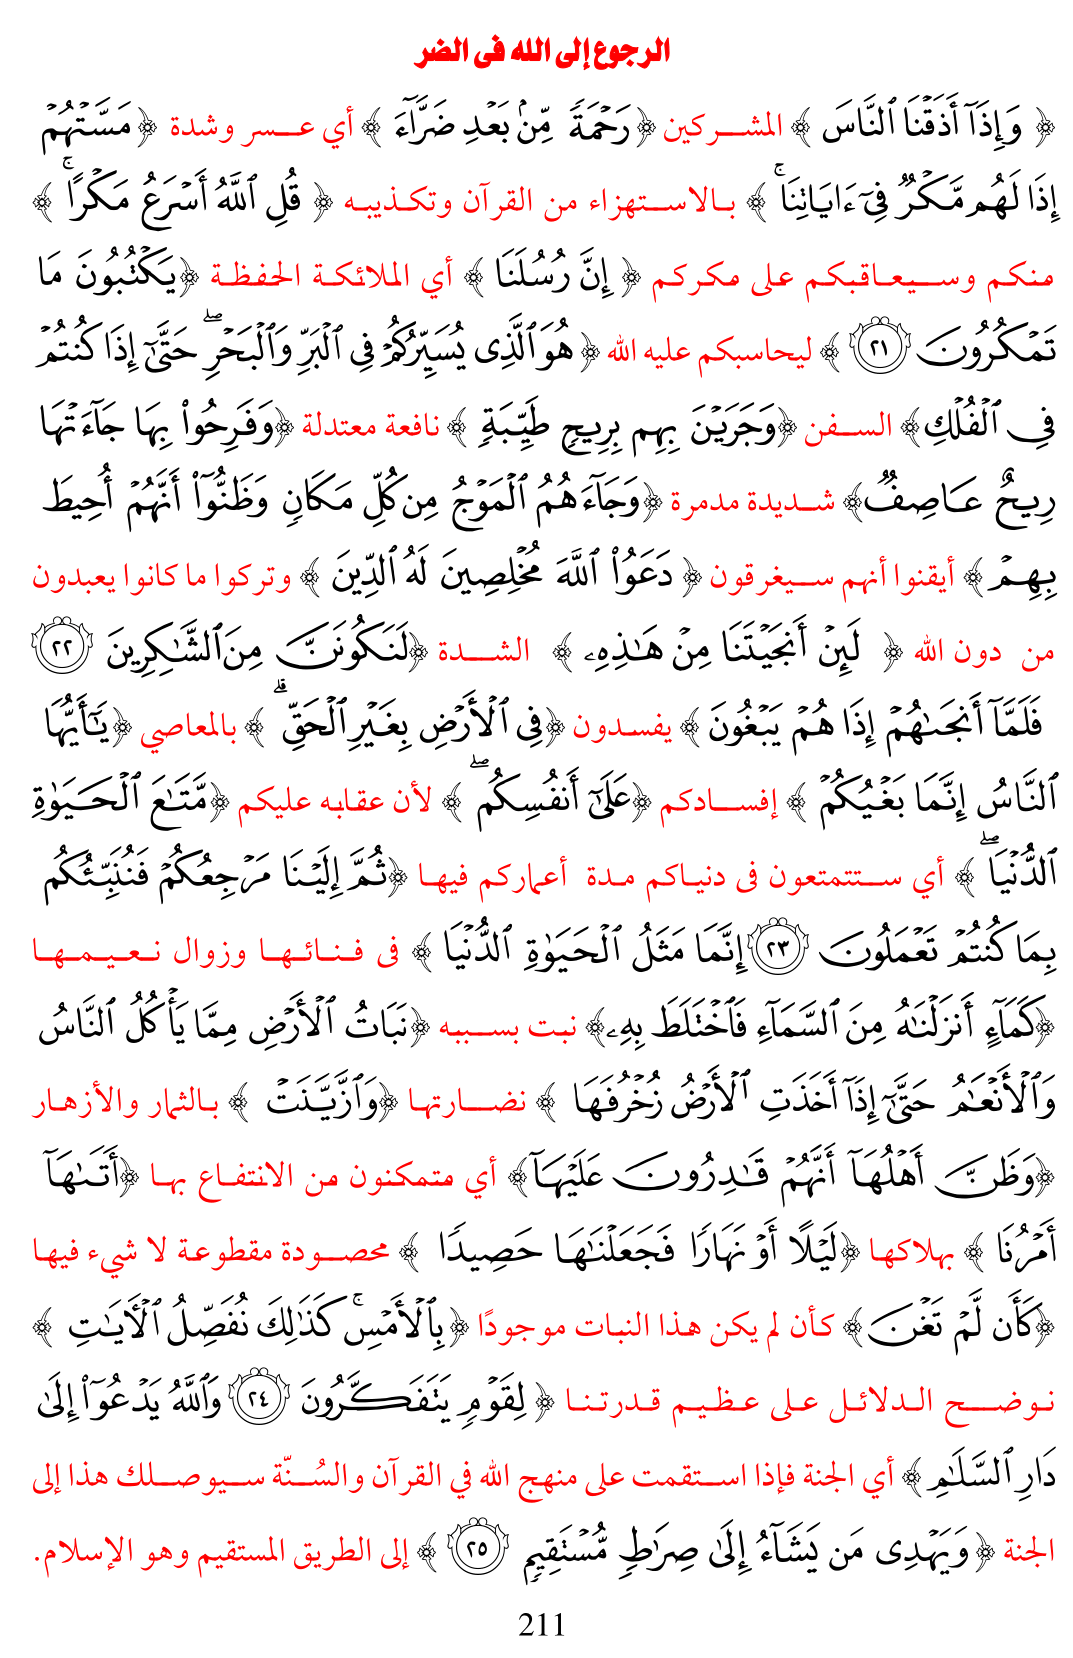 الرجوع إلى الله فى الضر
﴿ وَإِذَآ أَذَقۡنَا ٱلنَّاسَ ﴾ المشركين ﴿رَحۡمَةٗ مِّنۢ بَعۡدِ ضَرَّآءَ ﴾ أي عسر وشدة ﴿ مَسَّتۡهُمۡ
إِذَا لَهُم مَّكۡرٞ فِيٓ ءَايَاتِنَاۚ ﴾ بالاستهزاء من القرآن وتكذيبه ﴿ قُلِ ٱللَّهُ أَسۡرَعُ مَكۡرًاۚ ﴾
منكم وسيعاقبكم على مكركم ﴿ إِنَّ رُسُلَنَا ﴾ أي الملائكة الحفظة ﴿يَكۡتُبُونَ مَا
تَمۡكُرُونَ ٢١ ﴾ ليحاسبكم عليه الله ﴿ هُوَ ٱلَّذِي يُسَيِّرُكُمۡ فِي ٱلۡبَرِّ وَٱلۡبَحۡرِۖ حَتَّىٰٓ إِذَا كُنتُمۡ
فِي ٱلۡفُلۡكِ﴾ السفن ﴿وَجَرَيۡنَ بِهِم بِرِيحٖ طَيِّبَةٖ ﴾ نافعة معتدلة ﴿وَفَرِحُواْ بِهَا جَآءَتۡهَا
رِيحٌ عَاصِفٞ﴾ شديدة مدمرة ﴿وَجَآءَهُمُ ٱلۡمَوۡجُ مِن كُلِّ مَكَانٖ وَظَنُّوٓاْ أَنَّهُمۡ أُحِيطَ
بِهِمۡ﴾ أيقنوا أنهم سيغرقون ﴿ دَعَوُاْ ٱللَّهَ مُخۡلِصِينَ لَهُ ٱلدِّينَ ﴾ وتركوا ما كانوا يعبدون
من دون الله ﴿ لَئِنۡ أَنجَيۡتَنَا مِنۡ هَٰذِهِۦ ﴾ الشدة ﴿لَنَكُونَنَّ مِنَ ٱلشَّٰكِرِينَ ٢٢
فَلَمَّآ أَنجَىٰهُمۡ إِذَا هُمۡ يَبۡغُونَ ﴾ يفسدون ﴿فِي ٱلۡأَرۡضِ بِغَيۡرِ ٱلۡحَقِّۗ ﴾ بالمعاصي ﴿يَٰٓأَيُّهَا
ٱلنَّاسُ إِنَّمَا بَغۡيُكُمۡ ﴾ إفسادكم ﴿عَلَىٰٓ أَنفُسِكُمۖ ﴾ لأن عقابه عليكم ﴿مَّتَٰعَ ٱلۡحَيَوٰةِ
ٱلدُّنۡيَاۖ ﴾ أي ستتمتعون فى دنياكم مدة أعماركم فيها ﴿ثُمَّ إِلَيۡنَا مَرۡجِعُكُمۡ فَنُنَبِّئُكُم
بِمَا كُنتُمۡ تَعۡمَلُونَ ٢٣ إِنَّمَا مَثَلُ ٱلۡحَيَوٰةِ ٱلدُّنۡيَا ﴾ فى فنائها وزوال نعيمها
﴿كَمَآءٍ أَنزَلۡنَٰهُ مِنَ ٱلسَّمَآءِ فَٱخۡتَلَطَ بِهِۦ﴾ نبت بسببه ﴿نَبَاتُ ٱلۡأَرۡضِ مِمَّا يَأۡكُلُ ٱلنَّاسُ
وَٱلۡأَنۡعَٰمُ حَتَّىٰٓ إِذَآ أَخَذَتِ ٱلۡأَرۡضُ زُخۡرُفَهَا ﴾ نضارتها ﴿وَٱزَّيَّنَتۡ ﴾ بالثمار والأزهار
﴿وَظَنَّ أَهۡلُهَآ أَنَّهُمۡ قَٰدِرُونَ عَلَيۡهَآ﴾ أي متمكنون من الانتفاع بها ﴿أَتَىٰهَآ
أَمۡرُنَا ﴾ بهلاكها ﴿لَيۡلًا أَوۡ نَهَارٗا فَجَعَلۡنَٰهَا حَصِيدٗا ﴾ محصودة مقطوعة لا شيء فيها
﴿كَأَن لَّمۡ تَغۡنَ﴾ كأن لم يكن هذا النبات موجودًا ﴿ بِٱلۡأَمۡسِۚ كَذَٰلِكَ نُفَصِّلُ ٱلۡأٓيَٰتِ ﴾
نوضح الدلائل على عظيم قدرتنا ﴿ لِقَوۡمٖ يَتَفَكَّرُونَ ٢٤ وَٱللَّهُ يَدۡعُوٓاْ إِلَىٰ
دَارِ ٱلسَّلَٰمِ ﴾ أي الجنة فإذا استقمت على منهج الله في القرآن والسُنّة سيوصلك هذا إلى
الجنة ﴿ وَيَهۡدِي مَن يَشَآءُ إِلَىٰ صِرَٰطٖ مُّسۡتَقِيمٖ ٢٥ ﴾ إلى الطريق المستقيم وهو الإسلام.
211